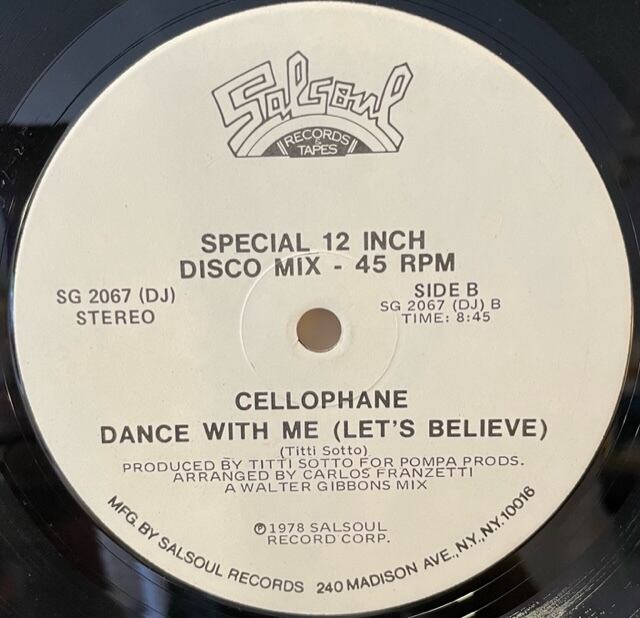 Salsoul
RECORDS
&
TAPES
SPECIAL 12 INCH
DISCO MIX - 45 RPM
SG 2067 (DJ)
STEREO
SIDE B
SG 2067 (DJ) B
TIME: 8:45
CELLOPHANE
DANCE WITH ME (LET'S BELIEVE)
(Titti Sotto)
PRODUCED BY TITTI SOTTO FOR POMPA PRODS.
ARRANGED BY CARLOS FRANZETTI
A WALTER GIBBONS MIX
℗1978 SALSOUL
RECORD CORP.
MFG. BY SALSOUL RECORDS 240 MADISON AVE., N.Y., N.Y. 10016